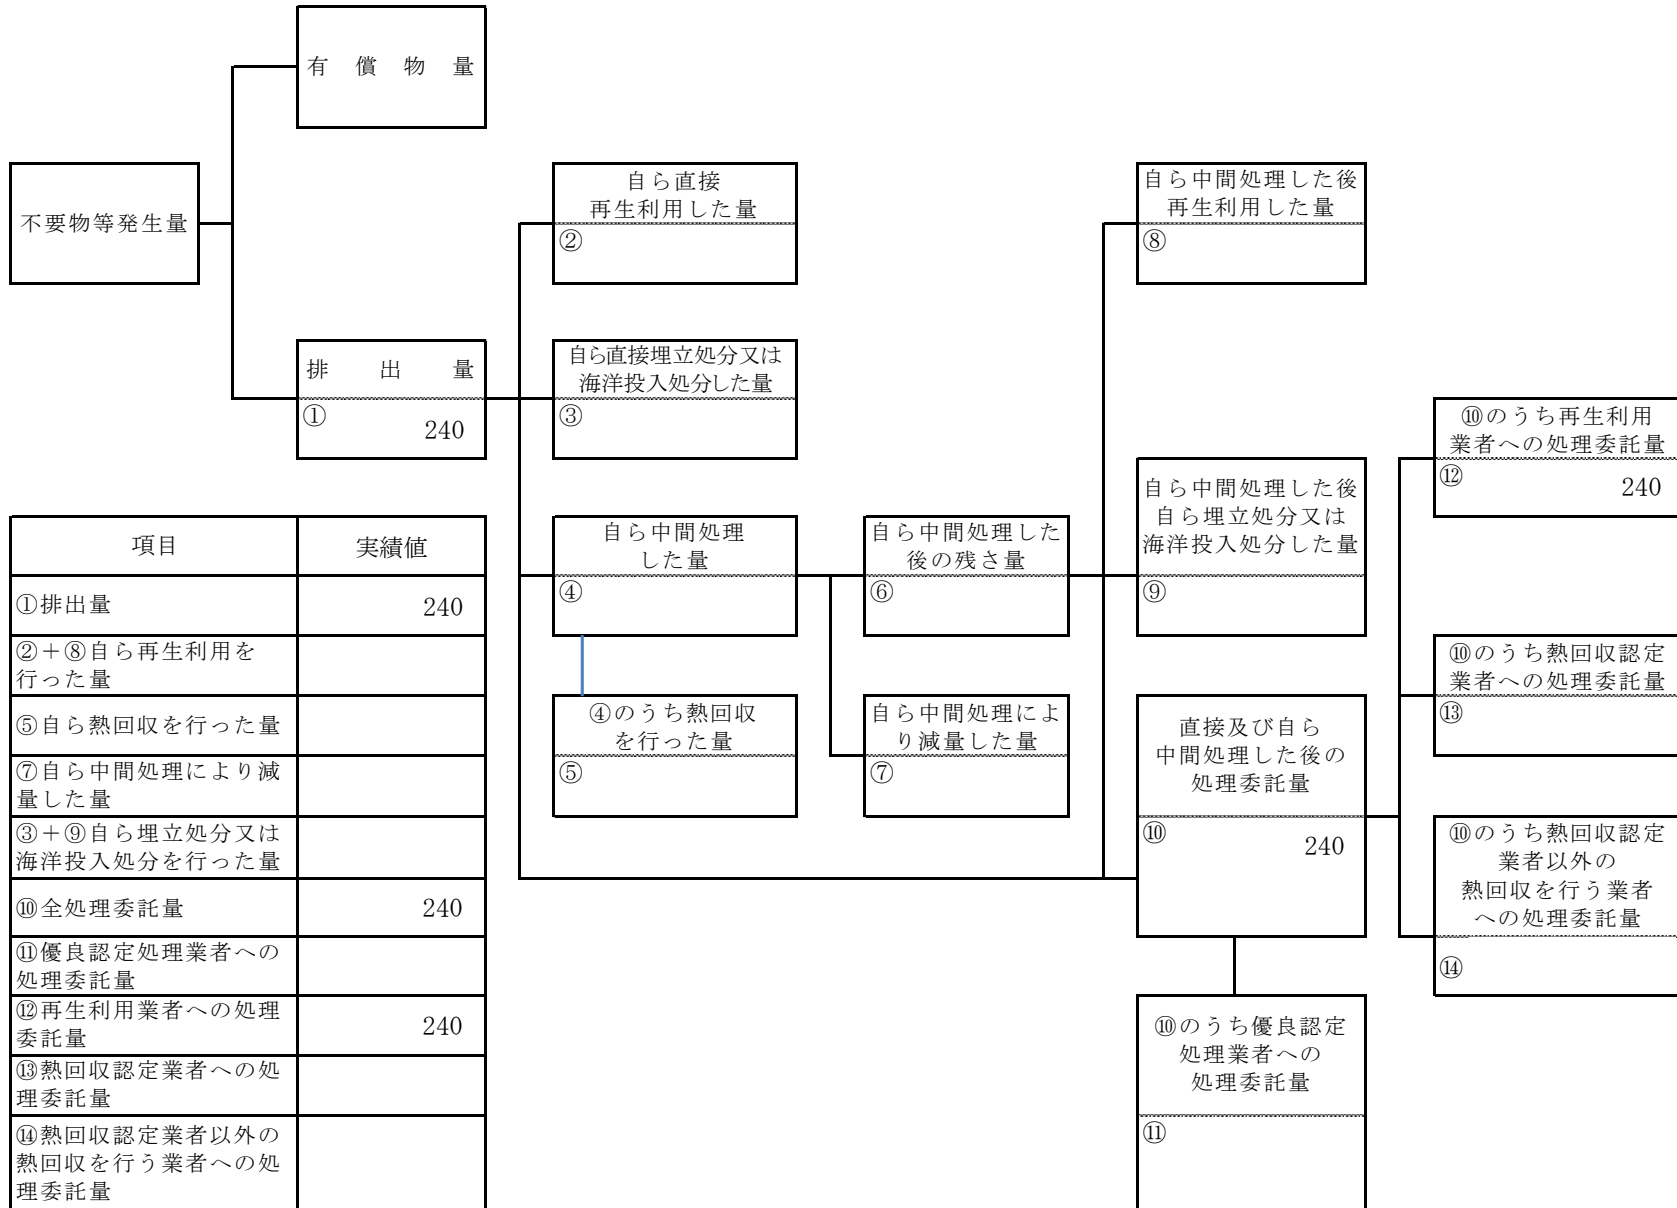 有償物量
不要物等発生量
排出量
①
240
自ら直接
再生利用した量
②
自ら直接埋立処分又は
海洋投入処分した量
③
自ら中間処理
した量
④
④のうち熱回収
を行った量
⑤
自ら中間処理した
後の残さ量
⑥
自ら中間処理によ
り減量した量
⑦
自ら中間処理した後
再生利用した量
⑧
自ら中間処理した後
自ら埋立処分又は
海洋投入処分した量
⑨
直接及び自ら
中間処理した後の
処理委託量
⑩
240
⑩のうち優良認定
処理業者への
処理委託量
⑪
⑩のうち再生利用
業者への処理委託量
⑫
240
⑩のうち熱回収認定
業者への処理委託量
⑬
⑩のうち熱回収認定
業者以外の
熱回収を行う業者
への処理委託量
⑭
項目 実績値
①排出量 240
②+⑧自ら再生利用を
行った量
⑤自ら熱回収を行った量
⑦自ら中間処理により減
量した量
③+⑨自ら埋立処分又は
海洋投入処分を行った量
⑩全処理委託量 240
⑪優良認定処理業者への
処理委託量
⑫再生利用業者への処理
委託量 240
⑬熱回収認定業者への処
理委託量
⑭熱回収認定業者以外の
熱回収を行う業者への処
理委託量